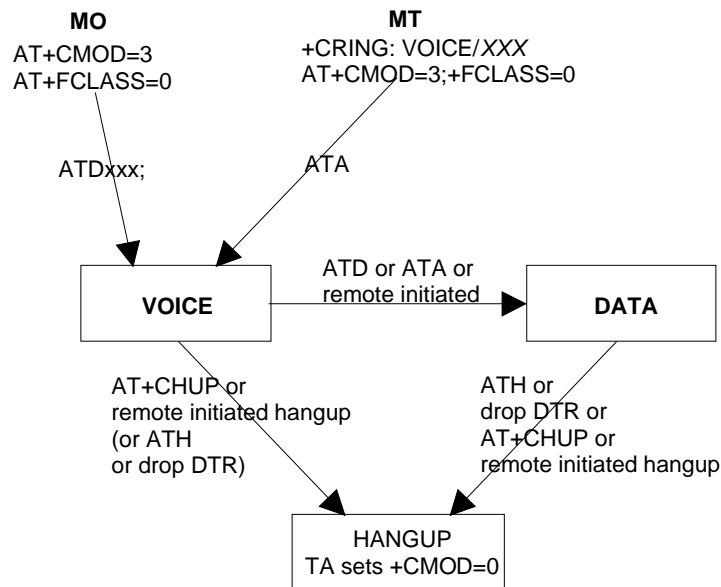 MO
AT+CMOD=3
AT+FCLASS=0
MT
+CRING: VOICE/XXX
AT+CMOD=3;+FCLASS=0
ATDxxx;
ATA
VOICE
ATD or ATA or
remote initiated
DATA
AT+CHUP or
remote initiated hangup
(or ATH
or drop DTR)
ATH or
drop DTR or
AT+CHUP or
remote initiated hangup
HANGUP
TA sets +CMOD=0